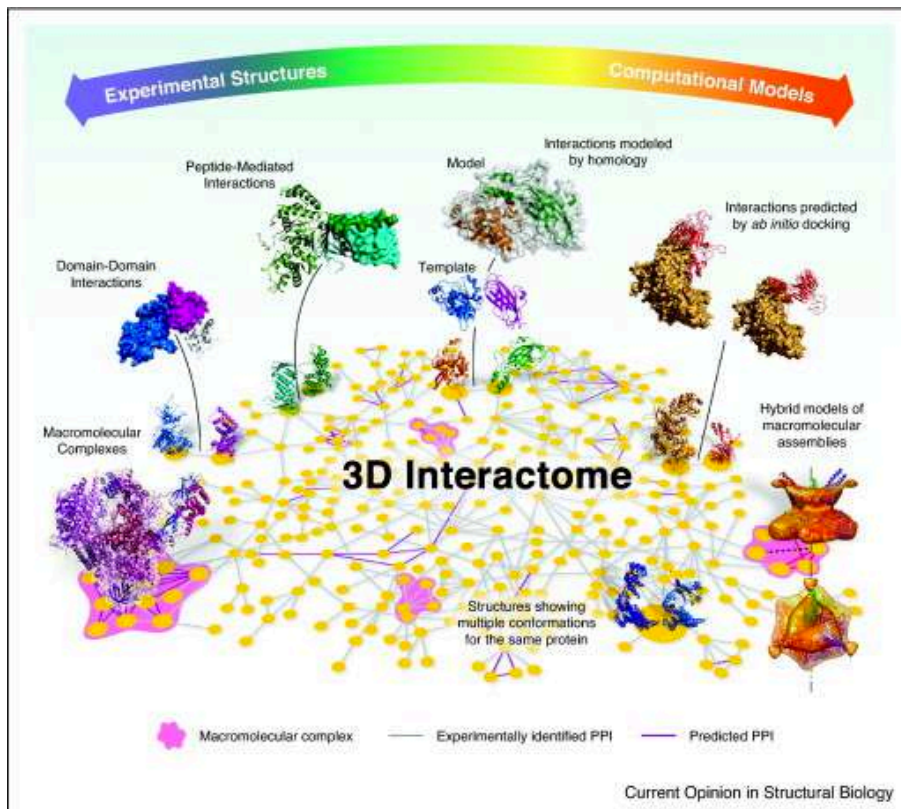 Experimental Structures
Computational Models
Peptide-Mediated
Interactions
Model
Interactions modeled
by homology
Interactions predicted
by ab initio docking
Domain-Domain
Interactions
Template
Macromolecular
Complexes
Hybrid models of
macromolecular
assemblies
3D Interactome
Structures showing
multiple conformations
for the same protein
Macromolecular complex
Experimentally identified PPI
Predicted PPI
Current Opinion in Structural Biology